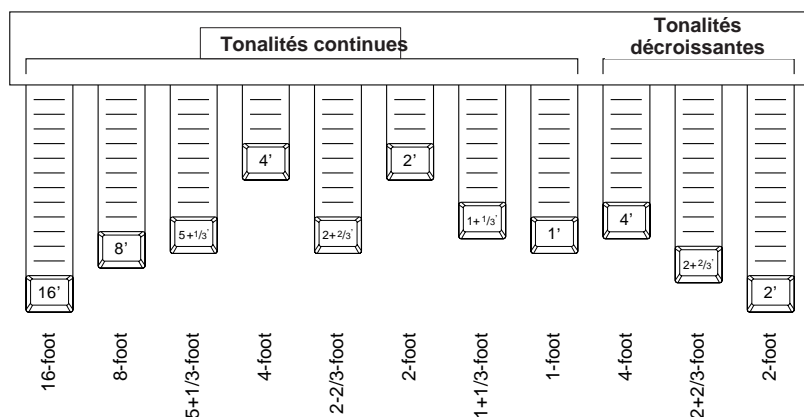 Tonalités continues
Tonalités
décroissantes
16’
8’
5+1/3’
4’
2+2/3’
2’
1+1/3’
1’
4’
2+2/3’
2’
16-foot
8-foot
5+1/3-foot
4-foot
2-2/3-foot
2-foot
1+1/3-foot
1-foot
4-foot
2+2/3-foot
2-foot